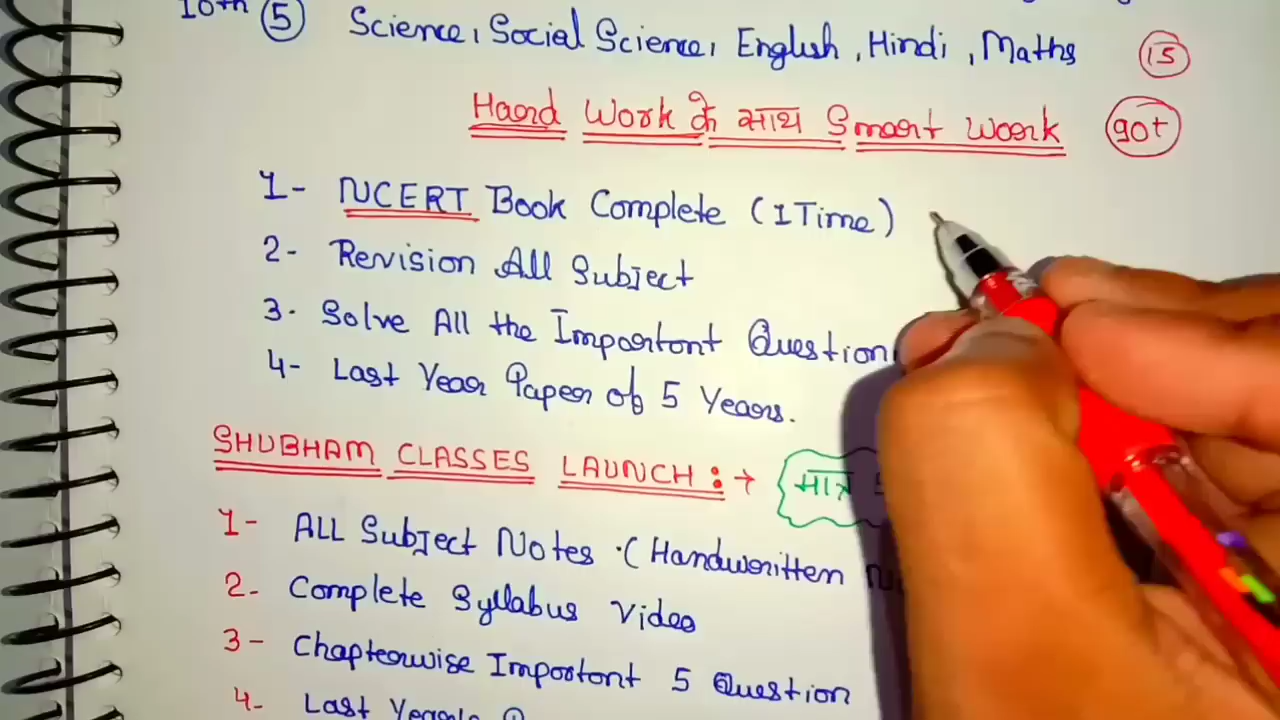 10th ⑤ Science, Social Science, English, Hindi, Maths 15
Hard Work के साथ Smart Work 90+
1- NCERT Book Complete (1 Time)
2- Revision All Subject
3. Solve All the Important Question
4- Last Year Paper of 5 Years.
SHUBHAM CLASSES LAUNCH :→ मात्र
1- ALL Subject Notes (Handwritten
2- Complete Syllabus Video
3- Chapterwise Important 5 Question
4- Last